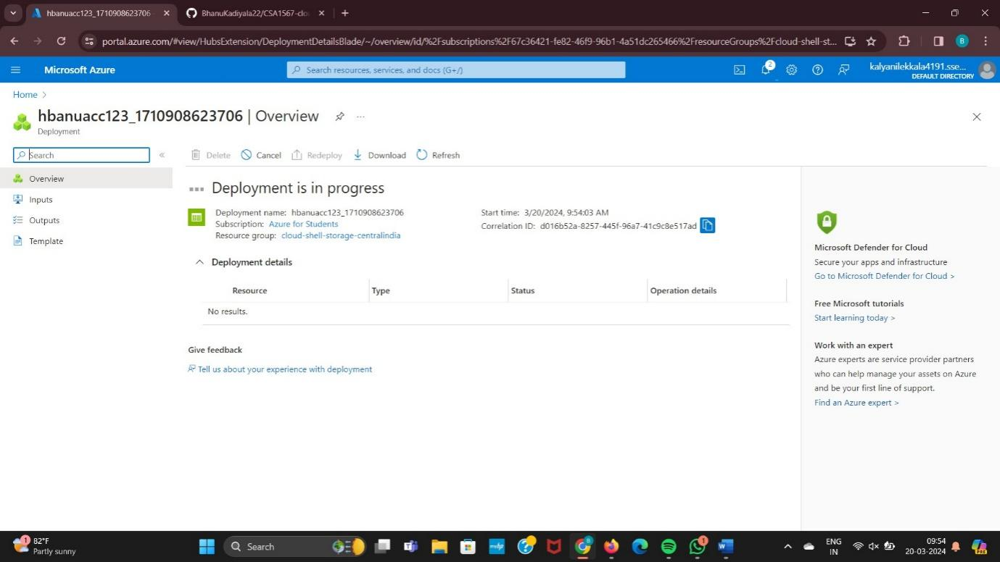 hbanuacc123_1710908623706 -
BhanuKadiyala22/CSA1567-clo
portal.azure.com/#view/HubsExtension/DeploymentDetailsBlade/~/overview/id/%2Fsubscriptions%2F67c36421-fe82-46f9-96b1-4a51dc265466%2FresourceGroups%2Fcloud-shell-st...
B
Microsoft Azure
Search resources, services, and docs (G+/)
2
kalyanilekkala4191.sse...
DEFAULT DIRECTORY
Home >
hbanuacc123_1710908623706 | Overview
Deployment
Search
Delete
Cancel
Redeploy
Download
Refresh
Overview
Inputs
Outputs
Template
Deployment is in progress
Deployment name: hbanuacc123_1710908623706
Subscription: Azure for Students
Resource group: cloud-shell-storage-centralindia
Start time: 3/20/2024, 9:54:03 AM
Correlation ID: d016b52a-8257-445f-96a7-41c9c8e517ad
Deployment details
Resource Type Status Operation details
No results.
Give feedback
Tell us about your experience with deployment
Microsoft Defender for Cloud
Secure your apps and infrastructure
Go to Microsoft Defender for Cloud >
Free Microsoft tutorials
Start learning today >
Work with an expert
Azure experts are service provider partners
who can help manage your assets on Azure
and be your first line of support.
Find an Azure expert >
1
82°F
Partly sunny
Search
1
ENG
IN
09:54
20-03-2024
PRE